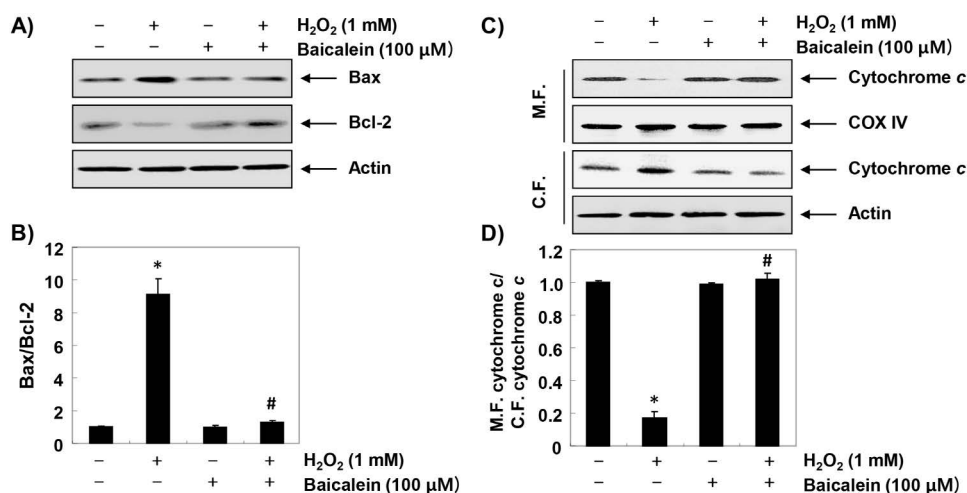 A)
− + − + H₂O₂ (1 mM)
− − + + Baicalein (100 μM)
Bax
Bcl-2
Actin
B)
12
10
8
6
4
2
0
Bax/Bcl-2
*
#
− + − + H₂O₂ (1 mM)
− − + + Baicalein (100 μM)
C)
− + − + H₂O₂ (1 mM)
− − + + Baicalein (100 μM)
M.F.
Cytochrome c
COX IV
C.F.
Cytochrome c
Actin
D)
1.2
1.0
0.8
0.6
0.4
0.2
0
M.F. cytochrome c/
C.F. cytochrome c
*
#
− + − + H₂O₂ (1 mM)
− − + + Baicalein (100 μM)